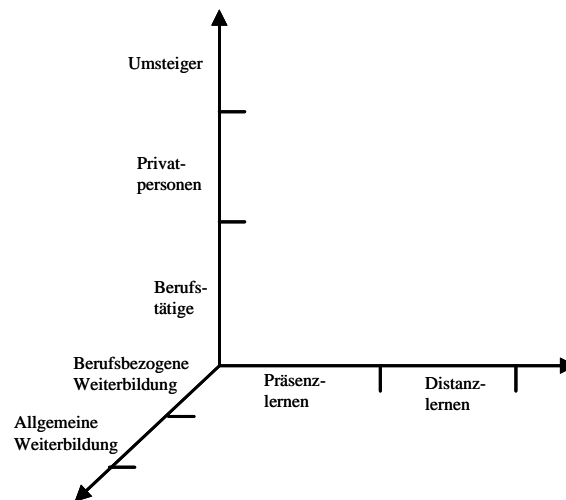 Umsteiger
Privat-
personen
Berufs-
tätige
Berufsbezogene
Weiterbildung
Allgemeine
Weiterbildung
Präsenz-
lernen
Distanz-
lernen